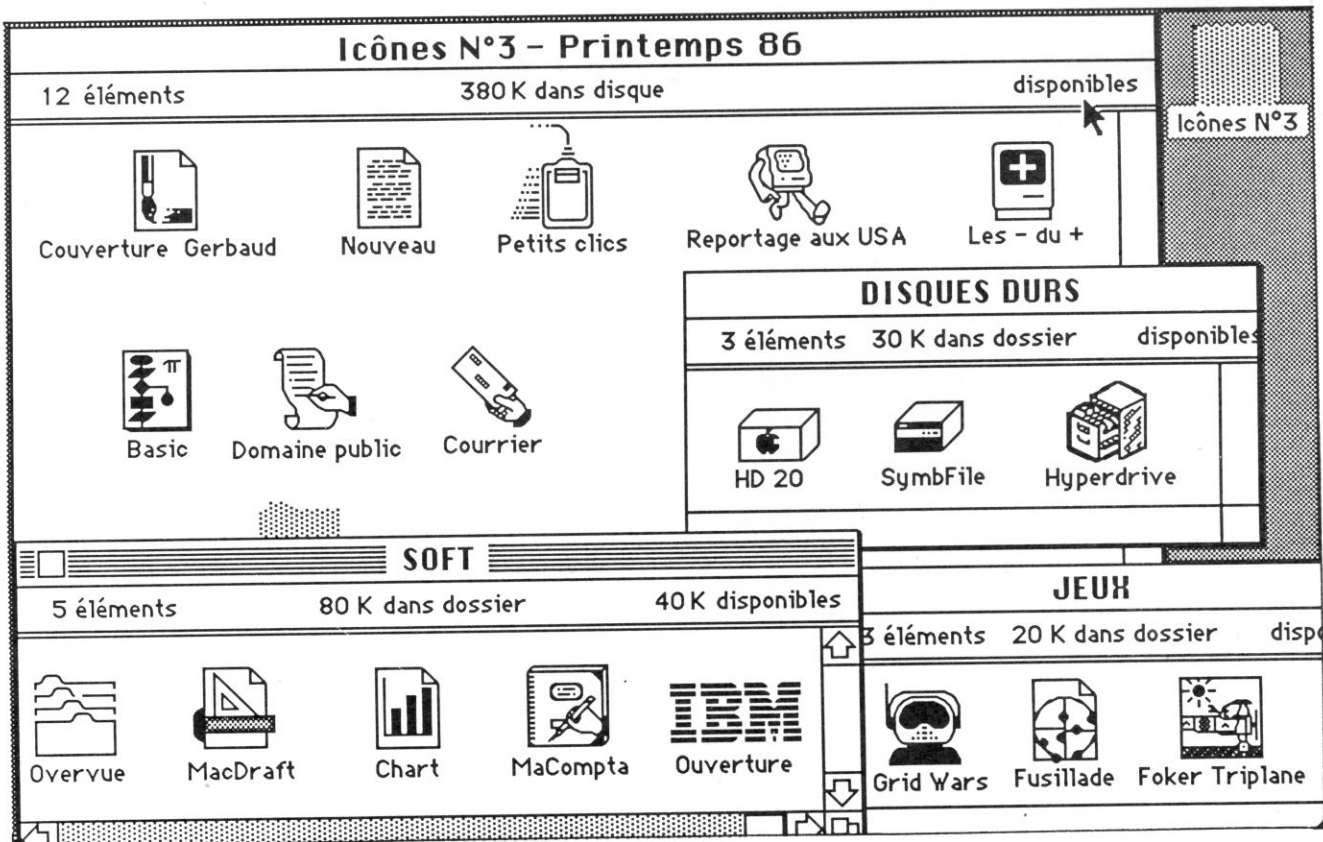 Icônes N°3 – Printemps 86
12 éléments 380 K dans disque disponibles
Icônes N°3
Couverture Gerbaud Nouveau Petits clics Reportage aux USA Les – du +
DISQUES DURS
3 éléments 30 K dans dossier disponibles
Basic Domaine public Courrier
HD 20 SymbFile Hyperdrive
SOFT
5 éléments 80 K dans dossier 40 K disponibles
JEUX
3 éléments 20 K dans dossier dispo
IBM
Overvue MacDraft Chart MaCompta Ouverture
Grid Wars Fusillade Foker Triplane